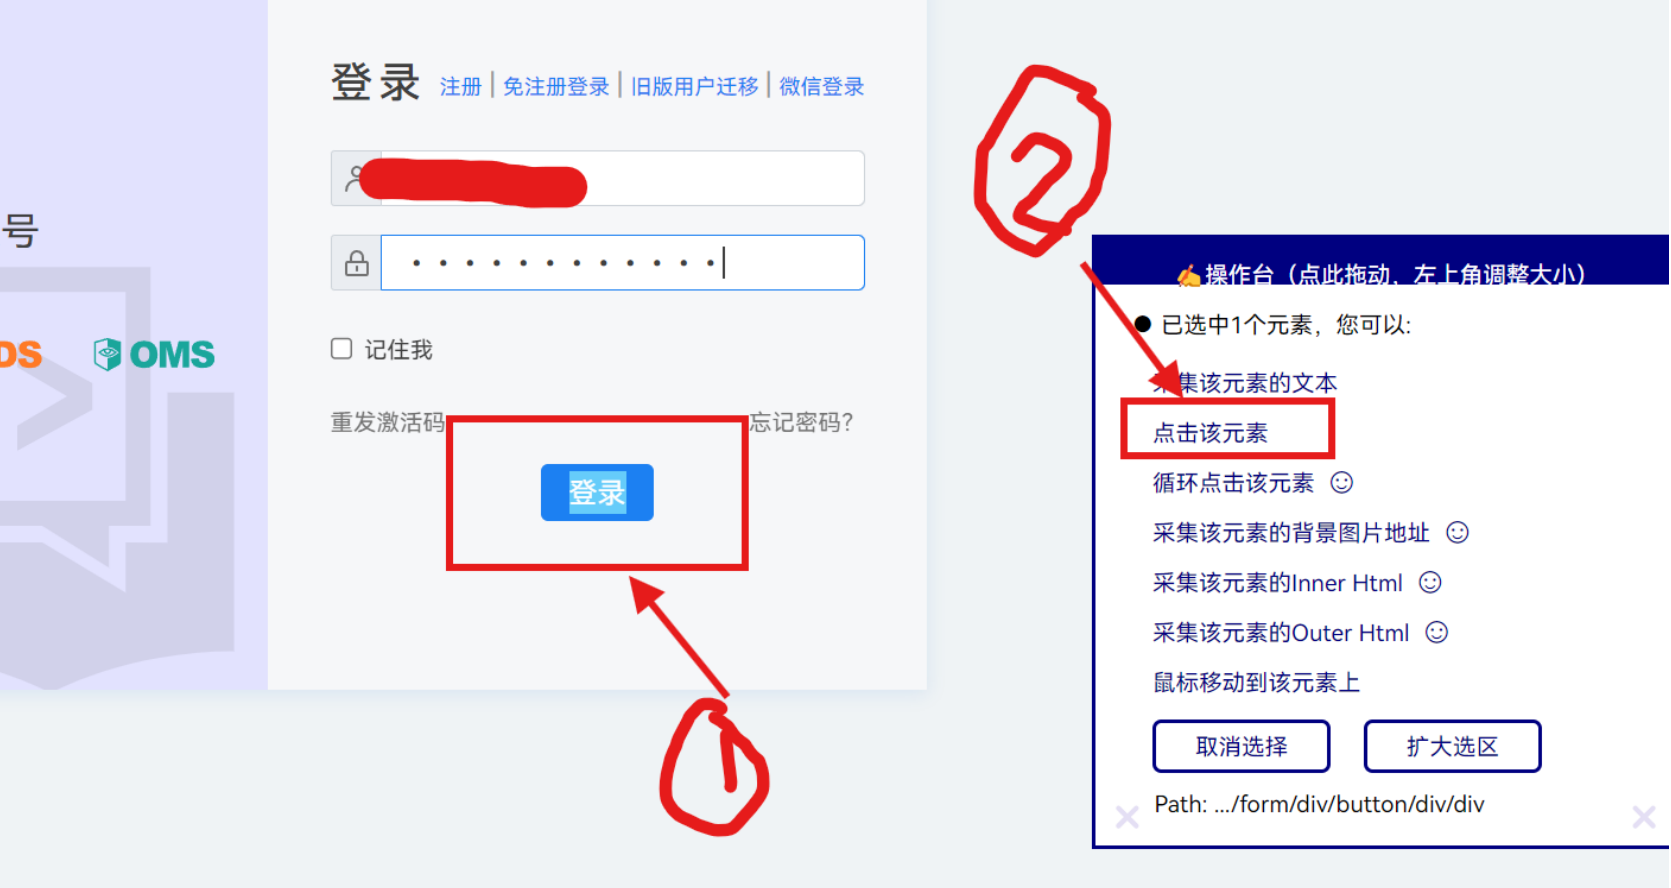 登录 注册 | 免注册登录 | 旧版用户迁移 | 微信登录
号
DS OMS
记住我
重发激活码 忘记密码?
登录
1
2
操作台（点此拖动，左上角调整大小）
已选中1个元素，您可以:
采集该元素的文本
点击该元素
循环点击该元素
采集该元素的背景图片地址
采集该元素的Inner Html
采集该元素的Outer Html
鼠标移动到该元素上
取消选择 扩大选区
Path: .../form/div/button/div/div